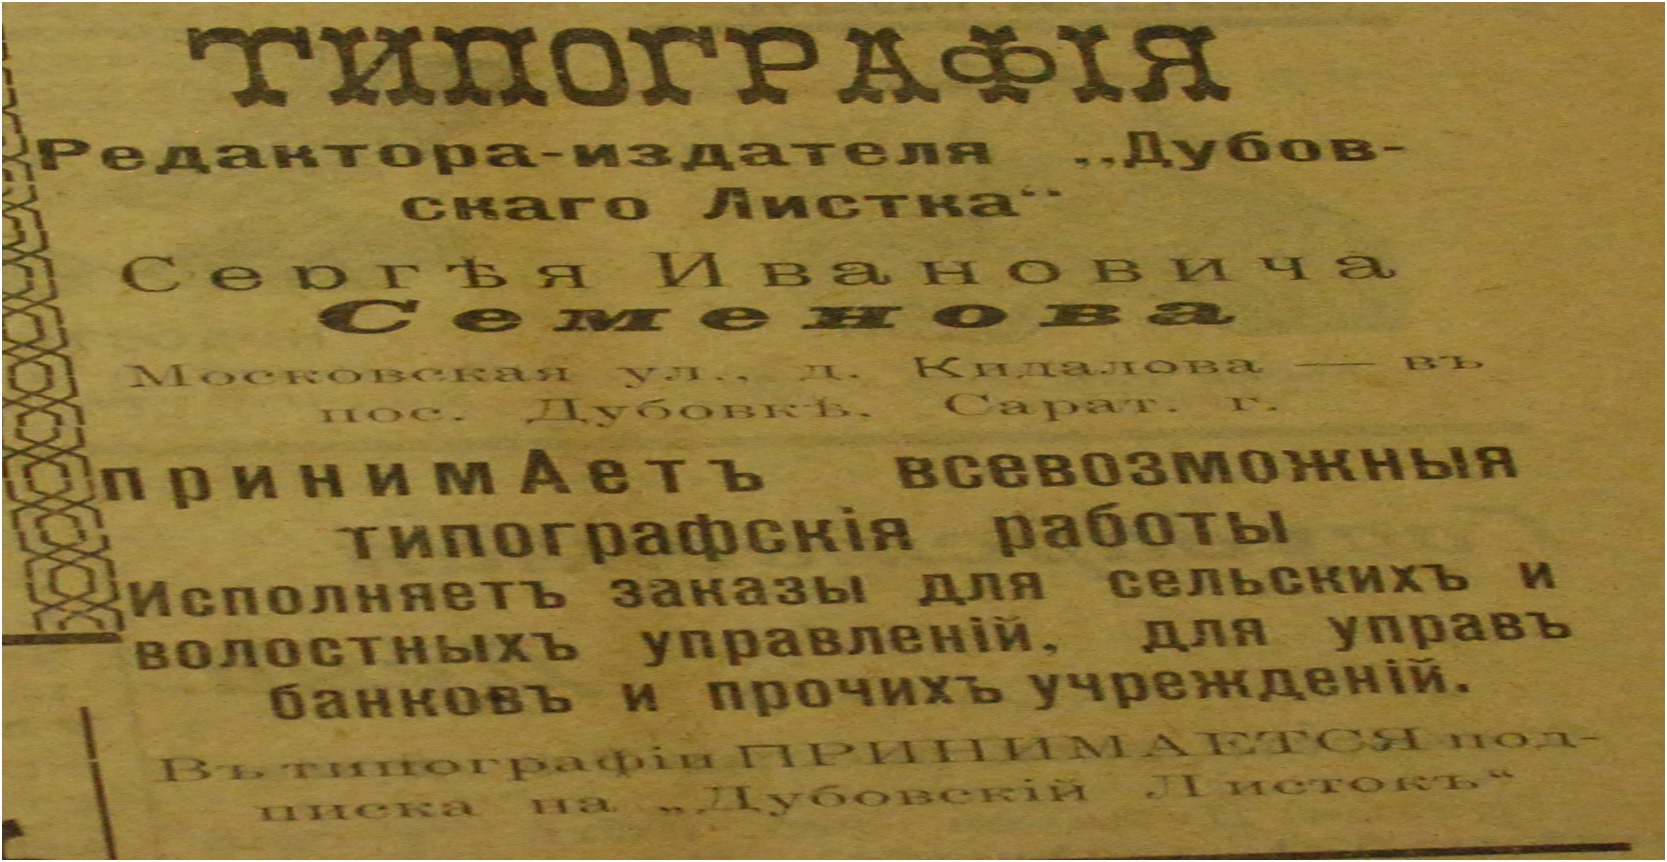 ТИПОГРАФІЯ
Редактора-издателя „Дубов-
скаго Листка“
Сергѣя Ивановича
Семенова
Московская ул., д. Кидалова — въ
пос. Дубовкѣ, Сарат. г.
принимАетъ всевозможныя
типографскія работы
Исполняетъ заказы для сельскихъ и
волостныхъ управленій, для управъ
банковъ и прочихъ учрежденій.
Въ типографіи ПРИНИМАЕТСЯ под-
писка на „Дубовскій Листокъ“